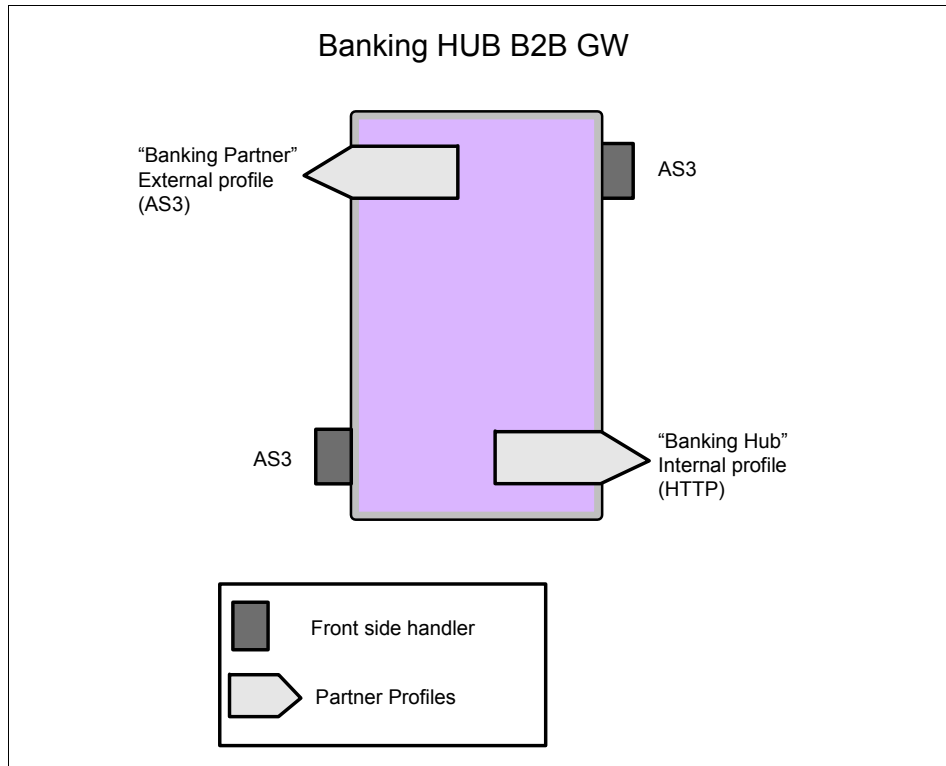 Banking HUB B2B GW
“Banking Partner”
External profile
(AS3)
AS3
AS3
“Banking Hub”
Internal profile
(HTTP)
Front side handler
Partner Profiles